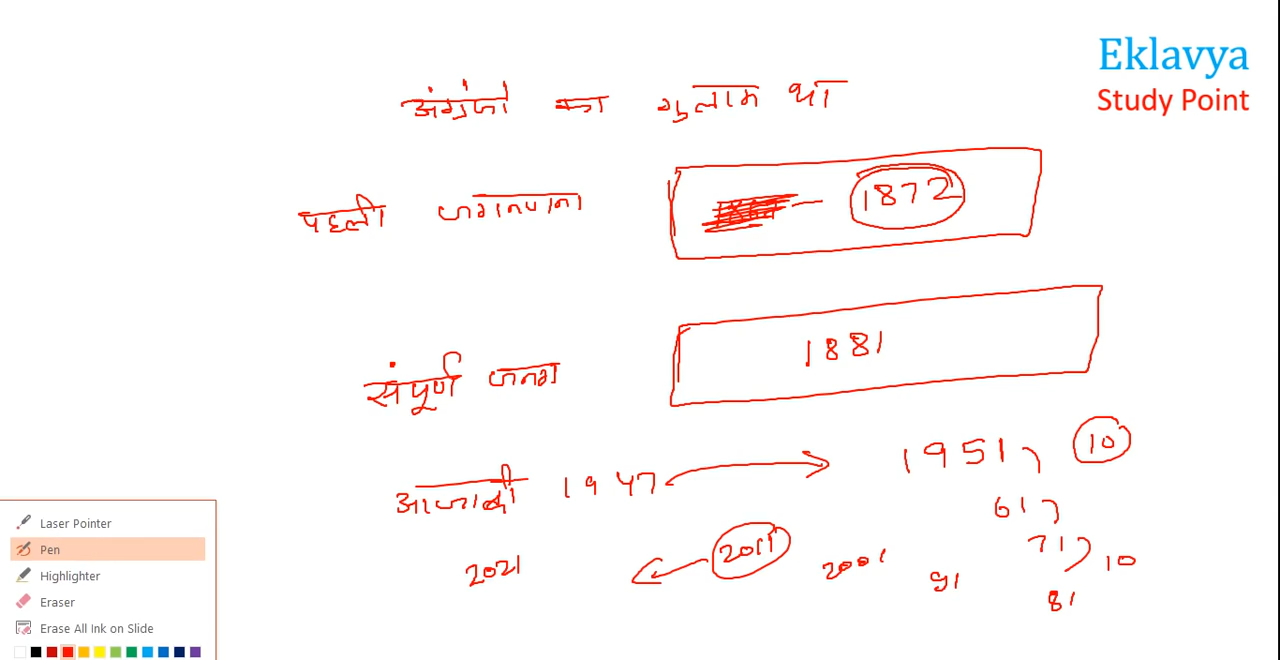 Eklavya
Study Point
अंग्रेजों का गुलाम था
पहली जनगणना 1872
संपूर्ण जनग 1881
आजादी 1947 1951, 10
61,
71, 10
2021 2011 2001 91 81
Laser Pointer
Pen
Highlighter
Eraser
Erase All Ink on Slide